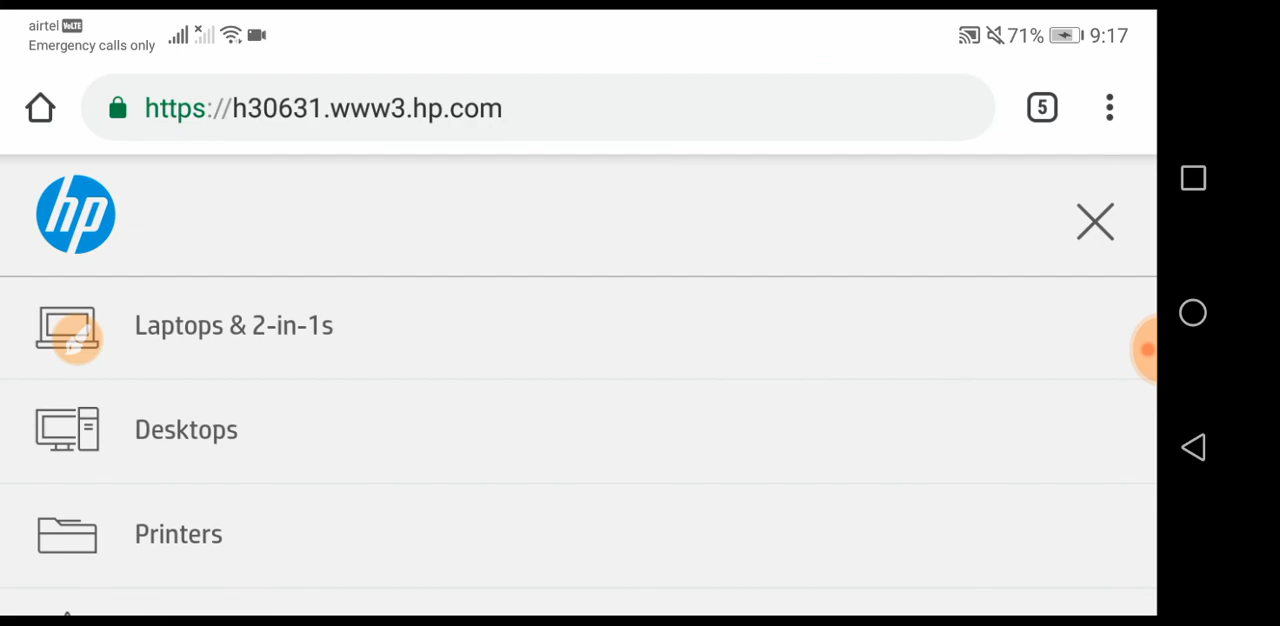 airtel VoLTE
Emergency calls only
71% 9:17
https://h30631.www3.hp.com
5
hp
Laptops & 2-in-1s
Desktops
Printers